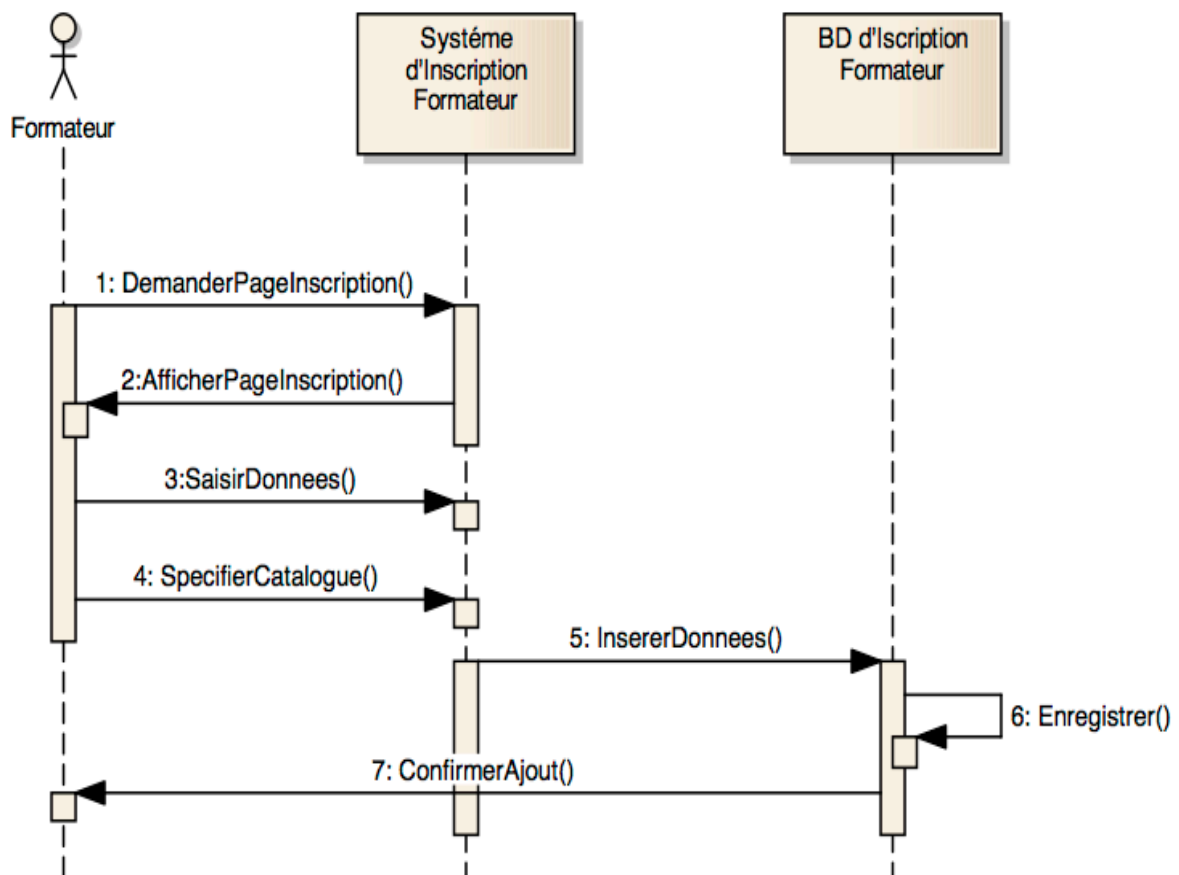 Systéme
d'Inscription
Formateur
BD d'Iscription
Formateur
Formateur
1: DemanderPageInscription()
2:AfficherPageInscription()
3:SaisirDonnees()
4: SpecifierCatalogue()
5: InsererDonnees()
6: Enregistrer()
7: ConfirmerAjout()